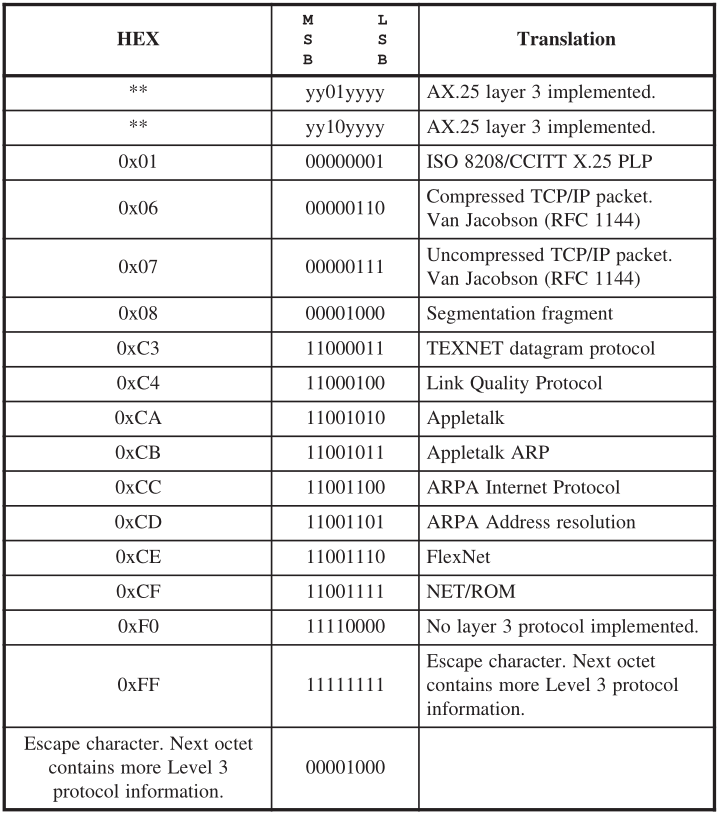 HEX
M L
S S
B B
Translation
** yy01yyyy AX.25 layer 3 implemented.
** yy10yyyy AX.25 layer 3 implemented.
0x01 00000001 ISO 8208/CCITT X.25 PLP
0x06 00000110 Compressed TCP/IP packet.
Van Jacobson (RFC 1144)
0x07 00000111 Uncompressed TCP/IP packet.
Van Jacobson (RFC 1144)
0x08 00001000 Segmentation fragment
0xC3 11000011 TEXNET datagram protocol
0xC4 11000100 Link Quality Protocol
0xCA 11001010 Appletalk
0xCB 11001011 Appletalk ARP
0xCC 11001100 ARPA Internet Protocol
0xCD 11001101 ARPA Address resolution
0xCE 11001110 FlexNet
0xCF 11001111 NET/ROM
0xF0 11110000 No layer 3 protocol implemented.
0xFF 11111111 Escape character. Next octet
contains more Level 3 protocol
information.
Escape character. Next octet
contains more Level 3
protocol information.
00001000